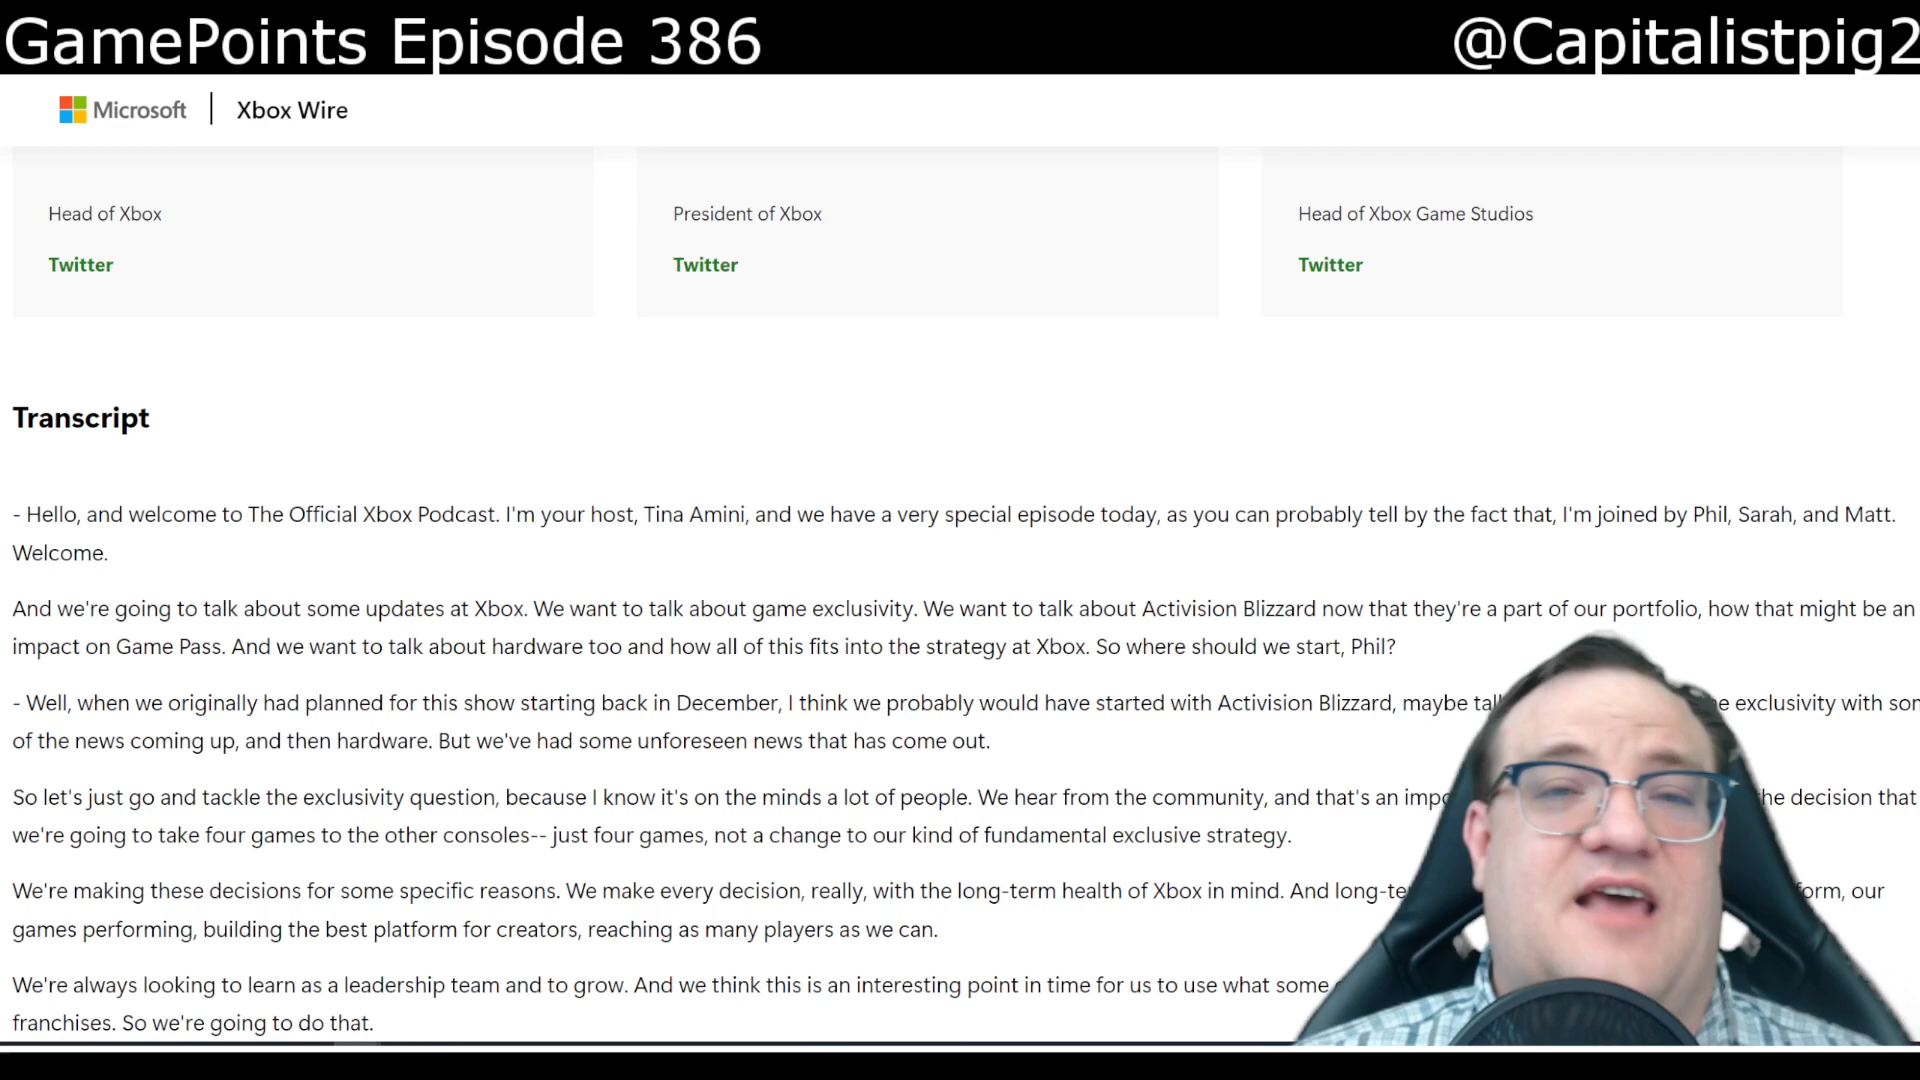 GamePoints Episode 386
@Capitalistpig2
Microsoft | Xbox Wire
Head of Xbox
President of Xbox
Head of Xbox Game Studios
Twitter
Twitter
Twitter
Transcript
- Hello, and welcome to The Official Xbox Podcast. I'm your host, Tina Amini, and we have a very special episode today, as you can probably tell by the fact that, I'm joined by Phil, Sarah, and Matt.
Welcome.
And we're going to talk about some updates at Xbox. We want to talk about game exclusivity. We want to talk about Activision Blizzard now that they're a part of our portfolio, how that might be an
impact on Game Pass. And we want to talk about hardware too and how all of this fits into the strategy at Xbox. So where should we start, Phil?
- Well, when we originally had planned for this show starting back in December, I think we probably would have started with Activision Blizzard, maybe exclusivity with
of the news coming up, and then hardware. But we've had some unforeseen news that has come out.
So let's just go and tackle the exclusivity question, because I know it's on the minds a lot of people. We hear from the community, and that's an the decision that
we're going to take four games to the other consoles-- just four games, not a change to our kind of fundamental exclusive strategy.
We're making these decisions for some specific reasons. We make every decision, really, with the long-term health of Xbox in mind. And our
games performing, building the best platform for creators, reaching as many players as we can.
We're always looking to learn as a leadership team and to grow. And we think this is an interesting point in time for us to use what some
franchises. So we're going to do that.